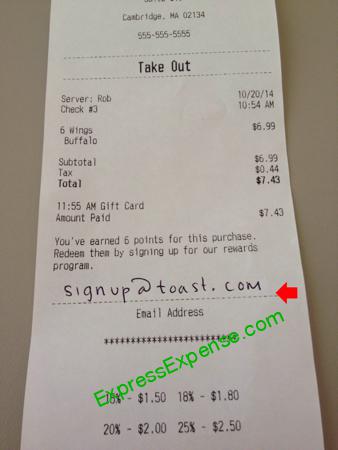 Cambridge, MA 02134
555-555-5555
Take Out
Server: Rob 10/20/14
Check #3 10:54 AM
6 Wings $6.99
Buffalo
Subtotal $6.99
Tax $0.44
Total $7.43
11:55 AM Gift Card
Amount Paid $7.43
You've earned 6 points for this purchase.
Redeem them by signing up for our rewards
program.
signup@toast.com
Email Address
*************************
ExpressExpense.com
- $1.50 18% - $1.80
20% - $2.00 25% - $2.50